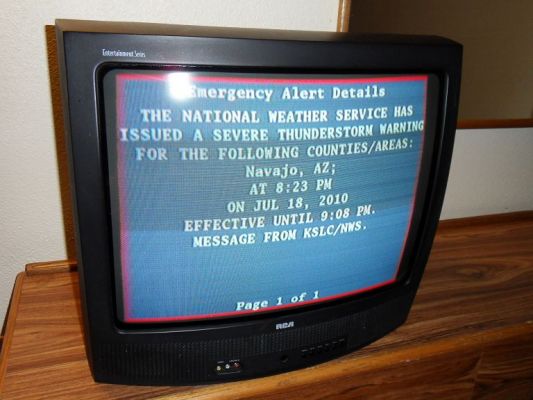 Entertainment Series
Emergency Alert Details
THE NATIONAL WEATHER SERVICE HAS
ISSUED A SEVERE THUNDERSTORM WARNING
FOR THE FOLLOWING COUNTIES/AREAS:
Navajo, AZ;
AT 8:23 PM
ON JUL 18, 2010
EFFECTIVE UNTIL 9:08 PM.
MESSAGE FROM KSLC/NWS.
Page 1 of 1
RCA